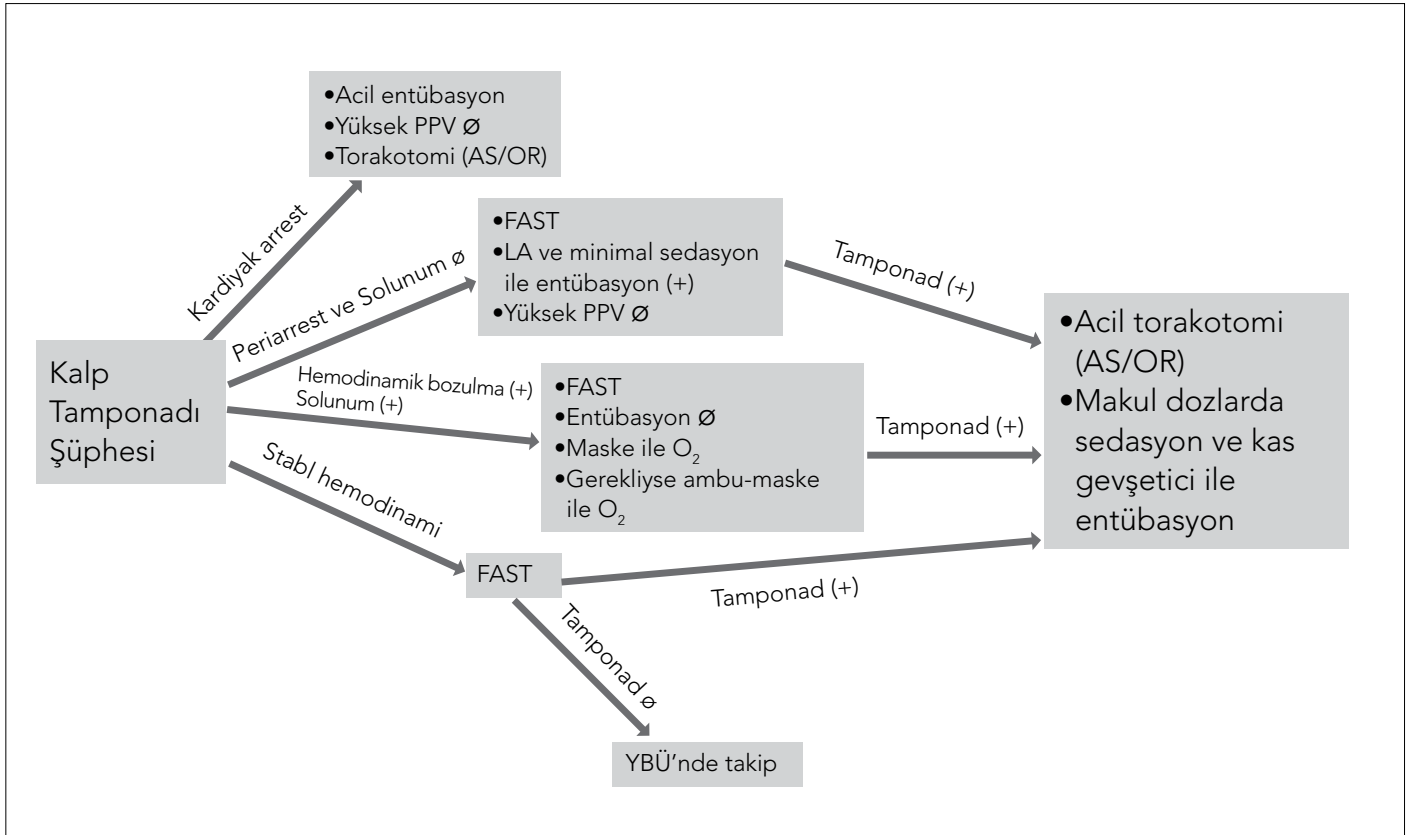 •Acil entübasyon
•Yüksek PPV Ø
•Torakotomi (AS/OR)
Kardiyak arrest
•FAST
•LA ve minimal sedasyon
ile entübasyon (+)
•Yüksek PPV Ø
Periarrest ve Solunum ø
Tamponad (+)
Kalp
Tamponadı
Şüphesi
Hemodinamik bozulma (+)
Solunum (+)
•FAST
•Entübasyon Ø
•Maske ile O₂
•Gerekliyse ambu-maske
ile O₂
Tamponad (+)
•Acil torakotomi
(AS/OR)
•Makul dozlarda
sedasyon ve kas
gevşetici ile
entübasyon
Stabl hemodinami
FAST
Tamponad (+)
Tamponad ø
YBÜ’nde takip